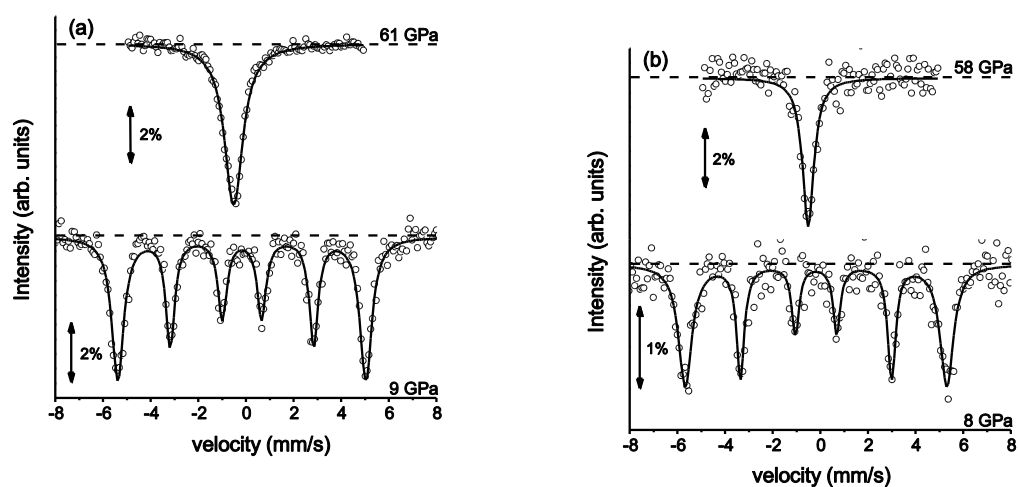 (a)
61 GPa
2%
2%
9 GPa
Intensity (arb. units)
-8 -6 -4 -2 0 2 4 6 8
velocity (mm/s)
(b)
58 GPa
2%
1%
8 GPa
Intensity (arb. units)
-8 -6 -4 -2 0 2 4 6 8
velocity (mm/s)